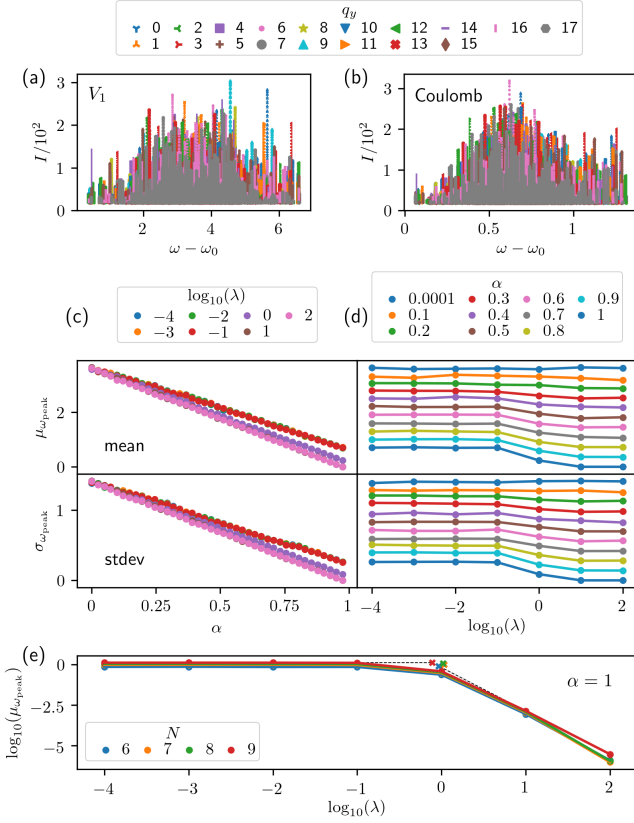 q_y
0 2 4 6 8 10 12 14 16 17
1 3 5 7 9 11 13 15
(a)
V_1
I/10^2
3
2
1
0
2 4 6
ω − ω_0
(b)
Coulomb
I/10^2
3
2
1
0
0.5 1
ω − ω_0
(c)
log_10(λ)
−4 −2 0 2
−3 −1 1
(d)
α
0.0001 0.3 0.6 0.9
0.1 0.4 0.7 1
0.2 0.5 0.8
μ_ω_peak
2
0
mean
σ_ω_peak
1
0
stdev
0 0.25 0.5 0.75 1
α
−4 −2 0 2
log_10(λ)
(e)
log_10(μ_ω_peak)
0
−2.5
−5
α = 1
N
6 7 8 9
−4 −3 −2 −1 0 1 2
log_10(λ)